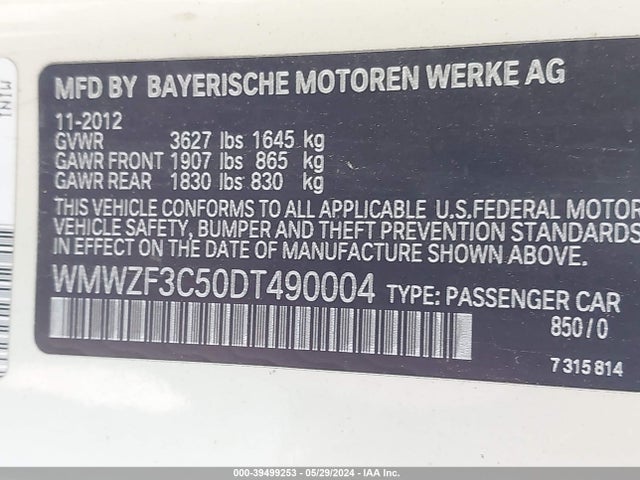 MFD BY BAYERISCHE MOTOREN WERKE AG
11-2012
GVWR 3627 lbs 1645 kg
GAWR FRONT 1907 lbs 865 kg
GAWR REAR 1830 lbs 830 kg
THIS VEHICLE CONFORMS TO ALL APPLICABLE U.S.FEDERAL MOTOR
VEHICLE SAFETY, BUMPER AND THEFT PREVENTION STANDARDS
IN EFFECT ON THE DATE OF MANUFACTURE SHOWN ABOVE.
WMWZF3C50DT490004 TYPE: PASSENGER CAR
850/0
7 315 814
000-39499253 - 05/29/2024 - IAA Inc.